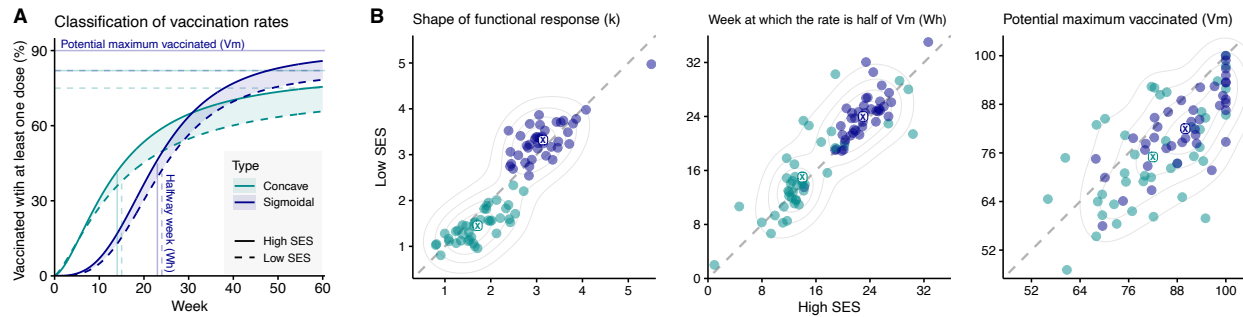 A
Classification of vaccination rates
Vaccinated with at least one dose (%)
Potential maximum vaccinated (Vm)
90
60
30
0
0 10 20 30 40 50 60
Week
Halfway week (Wh)
Type
Concave
Sigmoidal
High SES
Low SES
B
Shape of functional response (k)
Low SES
5
4
3
2
1
1 2 3 4 5
x
x
Week at which the rate is half of Vm (Wh)
32
24
16
8
0
0 8 16 24 32
High SES
x
x
Potential maximum vaccinated (Vm)
100
88
76
64
52
52 64 76 88 100
x
x